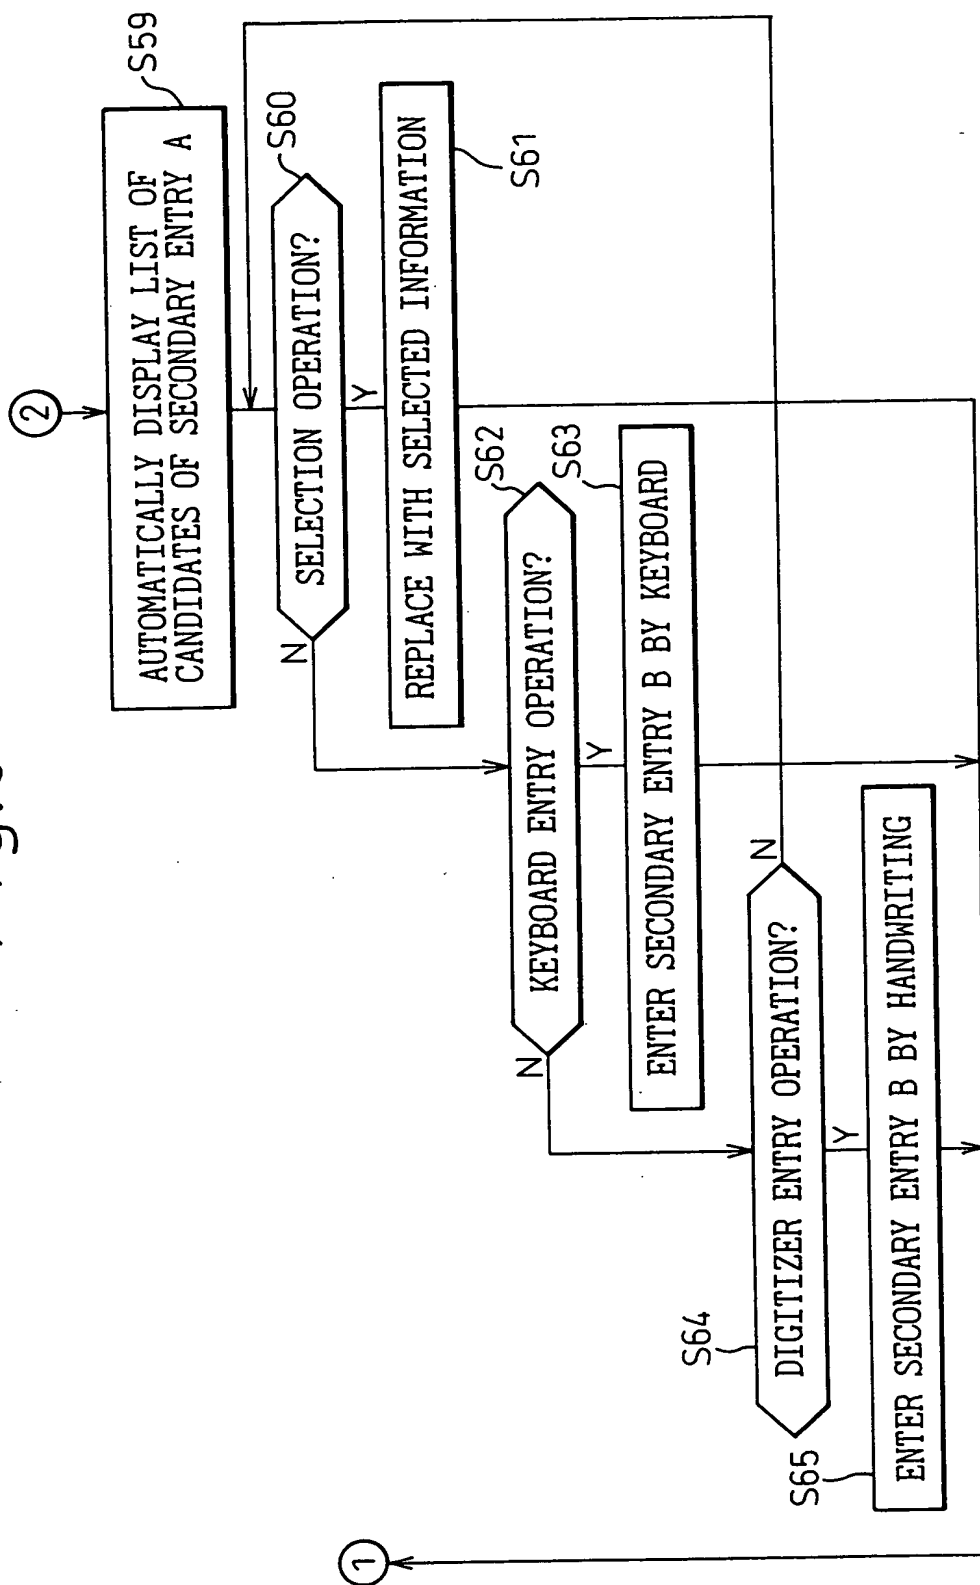 2
AUTOMATICALLY DISPLAY LIST OF
CANDIDATES OF SECONDARY ENTRY A
S59
SELECTION OPERATION?
S60
N
Y
REPLACE WITH SELECTED INFORMATION
S61
KEYBOARD ENTRY OPERATION?
S62
N
Y
ENTER SECONDARY ENTRY B BY KEYBOARD
S63
S64
DIGITIZER ENTRY OPERATION?
N
Y
S65
ENTER SECONDARY ENTRY B BY HANDWRITING
1